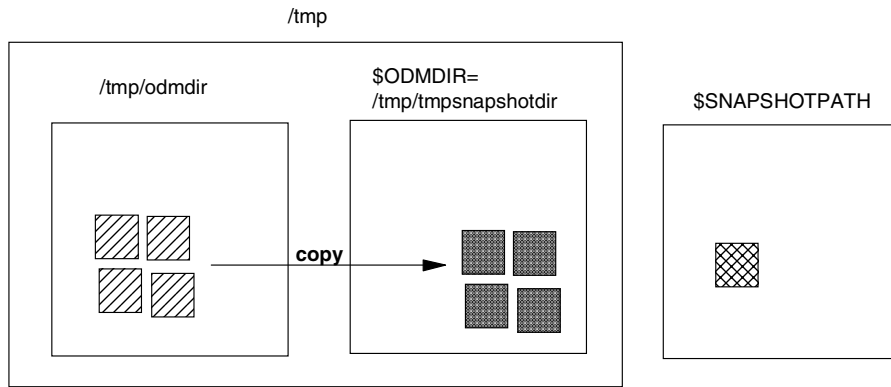 /tmp
/tmp/odmdir
$ODMDIR=
/tmp/tmpsnapshotdir
$SNAPSHOTPATH
copy